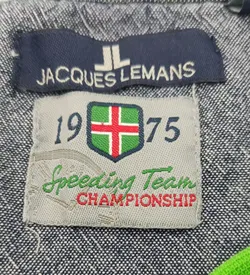 JL
JACQUES LEMANS
19 75
Speeding Team
CHAMPIONSHIP